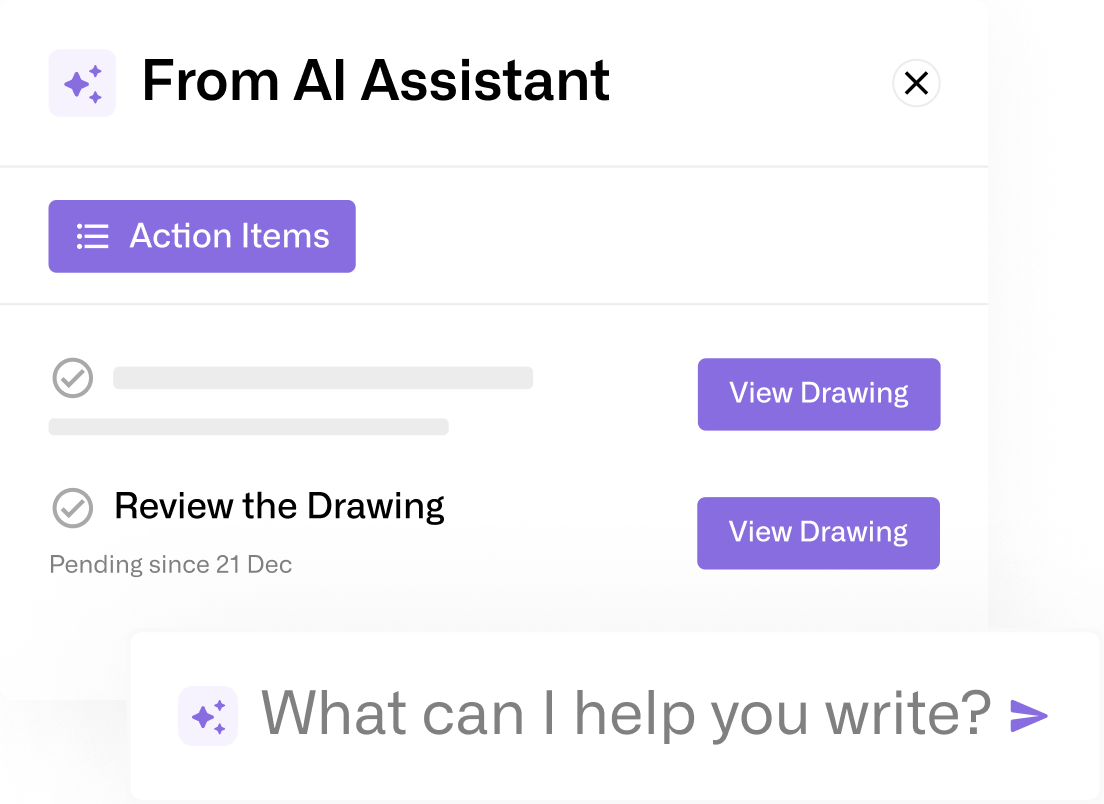 From AI Assistant
Action Items
View Drawing
Review the Drawing
View Drawing
Pending since 21 Dec
What can I help you write?